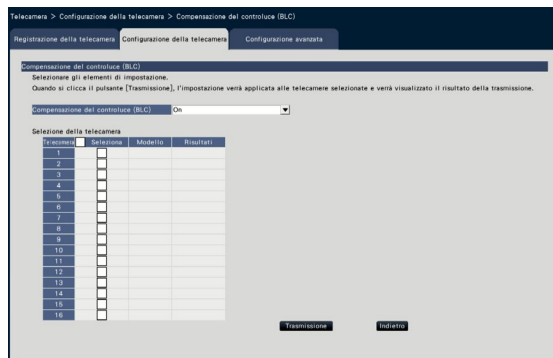 Telecamera > Configurazione della telecamera > Compensazione del controluce (BLC)
Registrazione della telecamera Configurazione della telecamera Configurazione avanzata
Compensazione del controluce (BLC)
Selezionare gli elementi di impostazione.
Quando si clicca il pulsante [Trasmissione], l'impostazione verrà applicata alle telecamere selezionate e verrà visualizzato il risultato della trasmissione.
Compensazione del controluce (BLC) On
Selezione della telecamera
Telecamera Seleziona Modello Risultati
1
2
3
4
5
6
7
8
9
10
11
12
13
14
15
16
Trasmissione Indietro